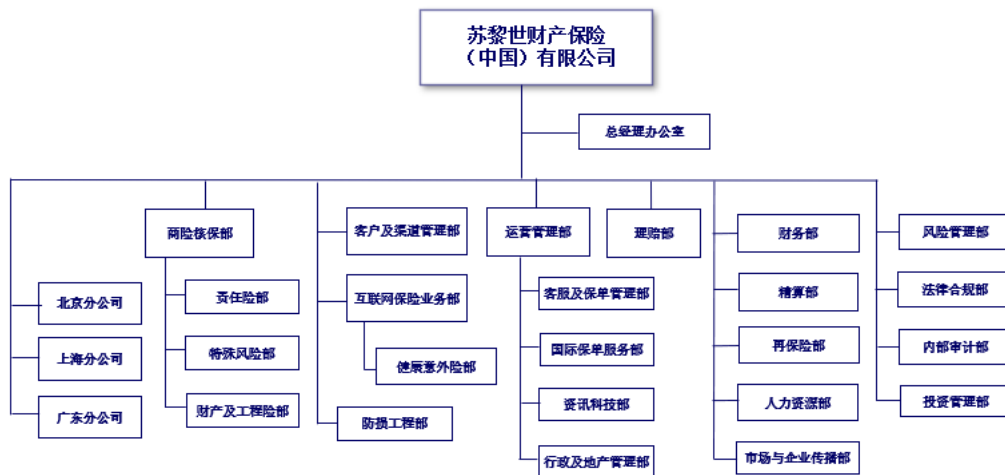 苏黎世财产保险
（中国）有限公司
总经理办公室
商险核保部
客户及渠道管理部
运营管理部
理赔部
财务部
风险管理部
北京分公司
责任险部
互联网保险业务部
客服及保单管理部
精算部
法律合规部
上海分公司
特殊风险部
健康意外险部
国际保单服务部
再保险部
内部审计部
广东分公司
财产及工程险部
防损工程部
资讯科技部
人力资源部
投资管理部
行政及地产管理部
市场与企业传播部